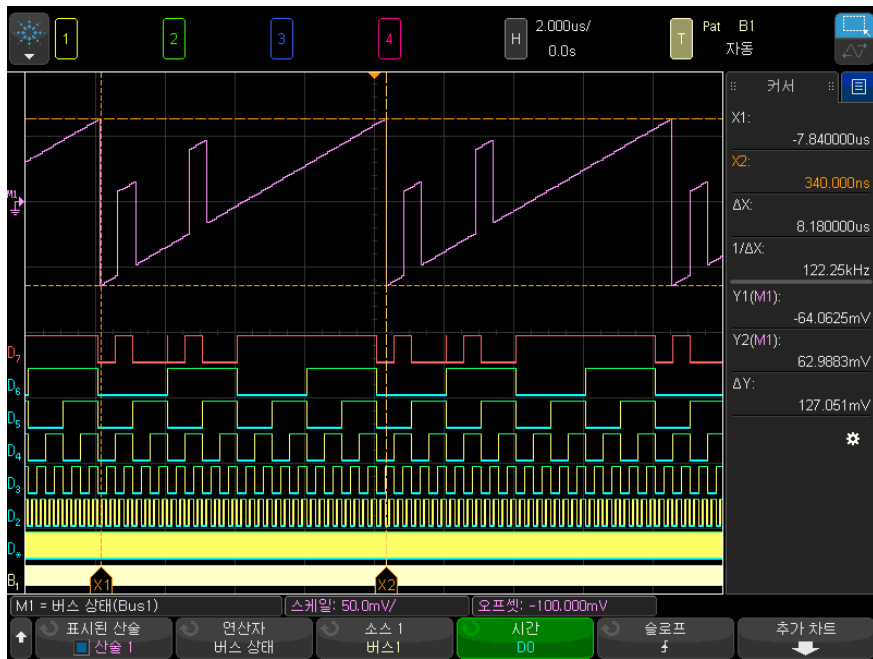 1 2 3 4 H 2.000us/ 0.0s T Pat B1 자동
커서
X1:
-7.840000us
X2:
340.000ns
ΔX:
8.180000us
1/ΔX:
122.25kHz
Y1(M1):
-64.0625mV
Y2(M1):
62.9883mV
ΔY:
127.051mV
M1
D7
D6
D5
D4
D3
D2
D*
B1
X1 X2
M1 = 버스 상태(Bus1) 스케일: 50.0mV/ 오프셋: -100.000mV
표시된 산술 연산자 소스 1 시간 슬로프 추가 차트
산술 1 버스 상태 버스1 D0